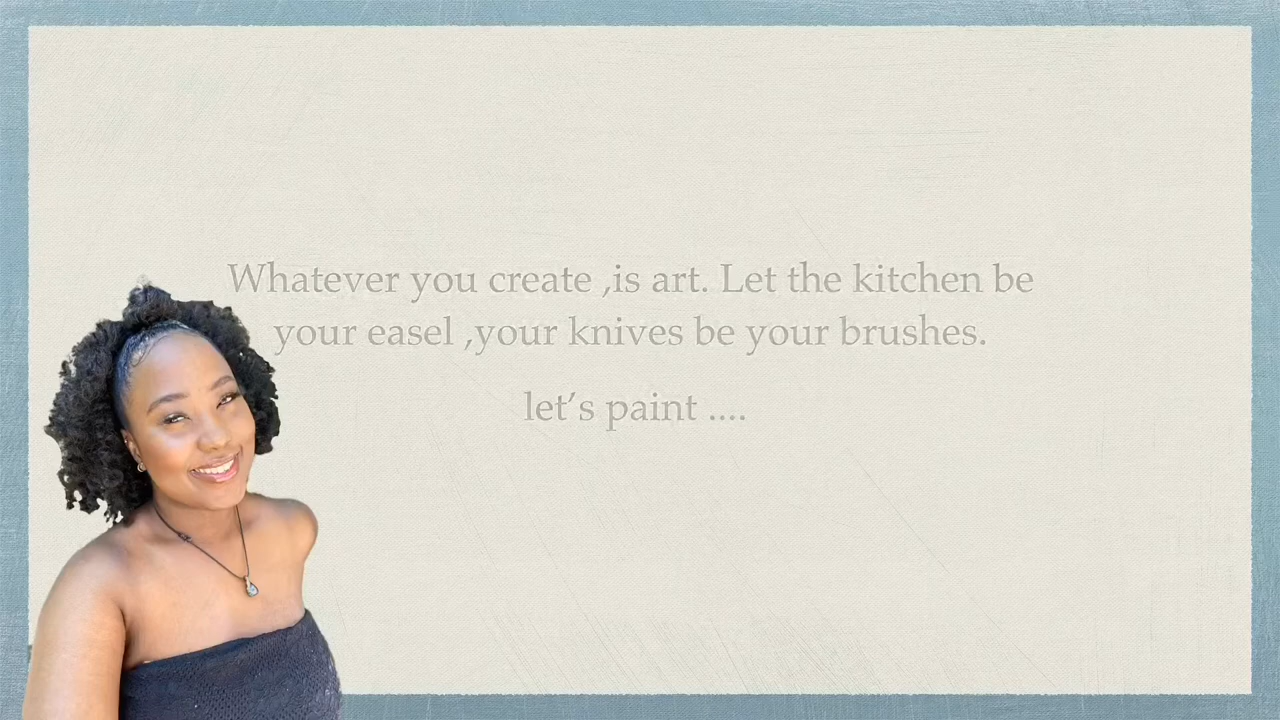 Whatever you create ,is art. Let the kitchen be
your easel ,your knives be your brushes.
let’s paint ....